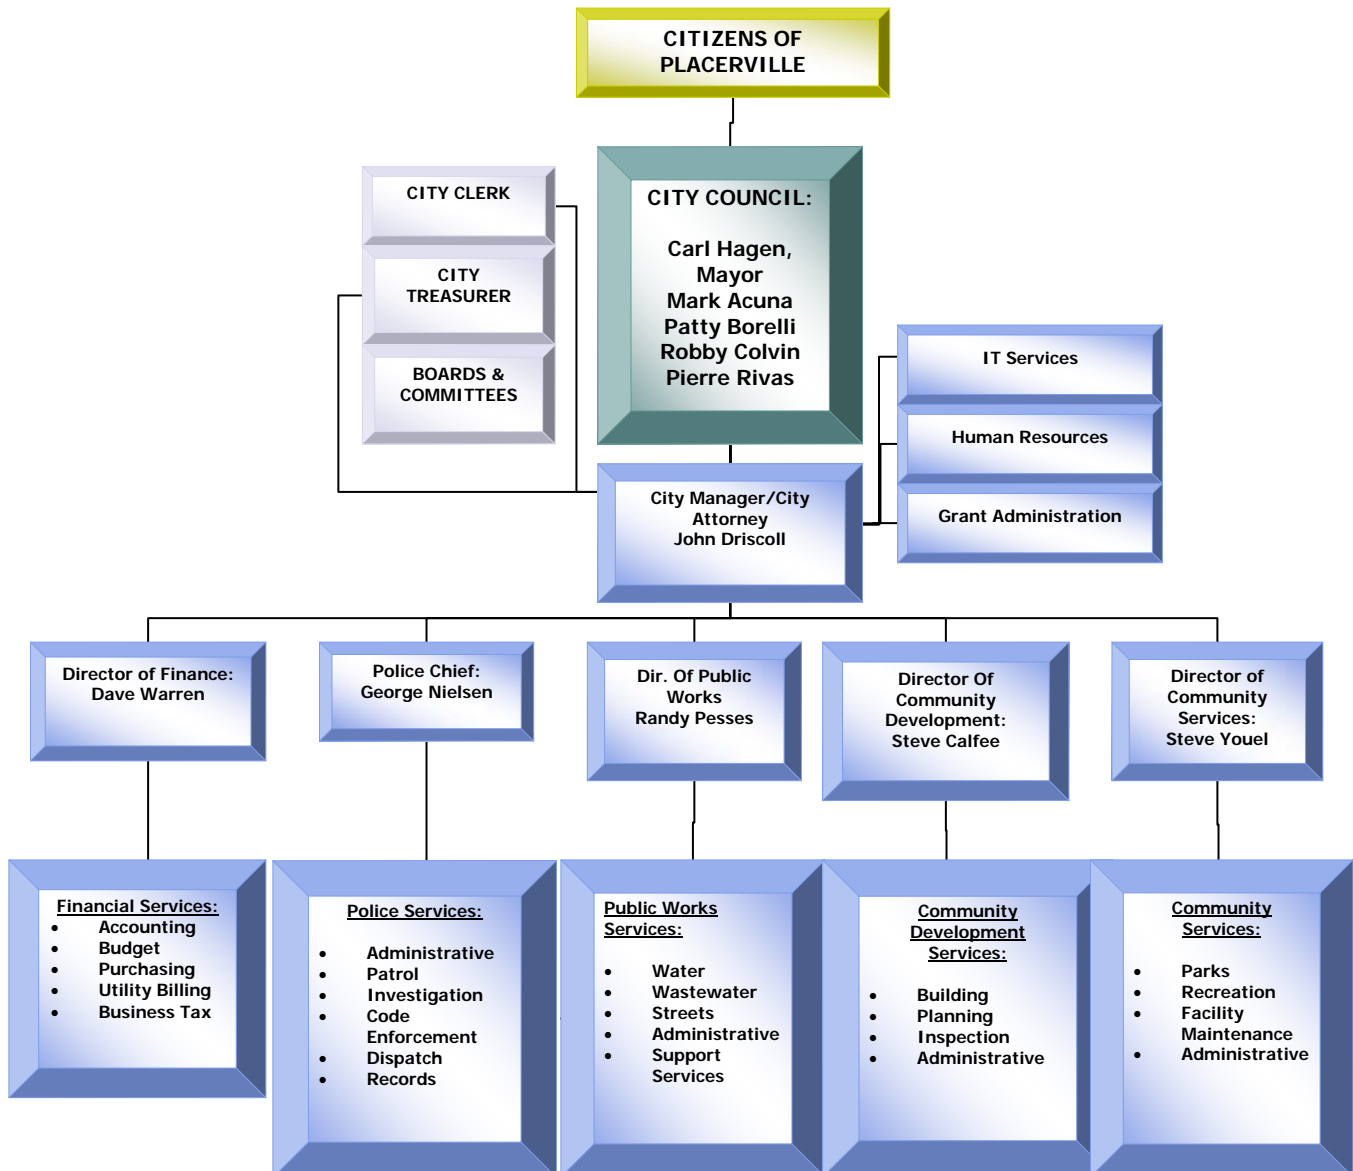 CITIZENS OF
PLACERVILLE
CITY CLERK
CITY
TREASURER
BOARDS &
COMMITTEES
CITY COUNCIL:
Carl Hagen,
Mayor
Mark Acuna
Patty Borelli
Robby Colvin
Pierre Rivas
IT Services
Human Resources
Grant Administration
City Manager/City
Attorney
John Driscoll
Director of Finance:
Dave Warren
Police Chief:
George Nielsen
Dir. Of Public
Works
Randy Pesses
Director Of
Community
Development:
Steve Calfee
Director of
Community
Services:
Steve Youel
Financial Services:
• Accounting
• Budget
• Purchasing
• Utility Billing
• Business Tax
Police Services:
• Administrative
• Patrol
• Investigation
• Code
Enforcement
• Dispatch
• Records
Public Works
Services:
• Water
• Wastewater
• Streets
• Administrative
• Support
Services
Community
Development
Services:
• Building
• Planning
• Inspection
• Administrative
Community
Services:
• Parks
• Recreation
• Facility
Maintenance
• Administrative